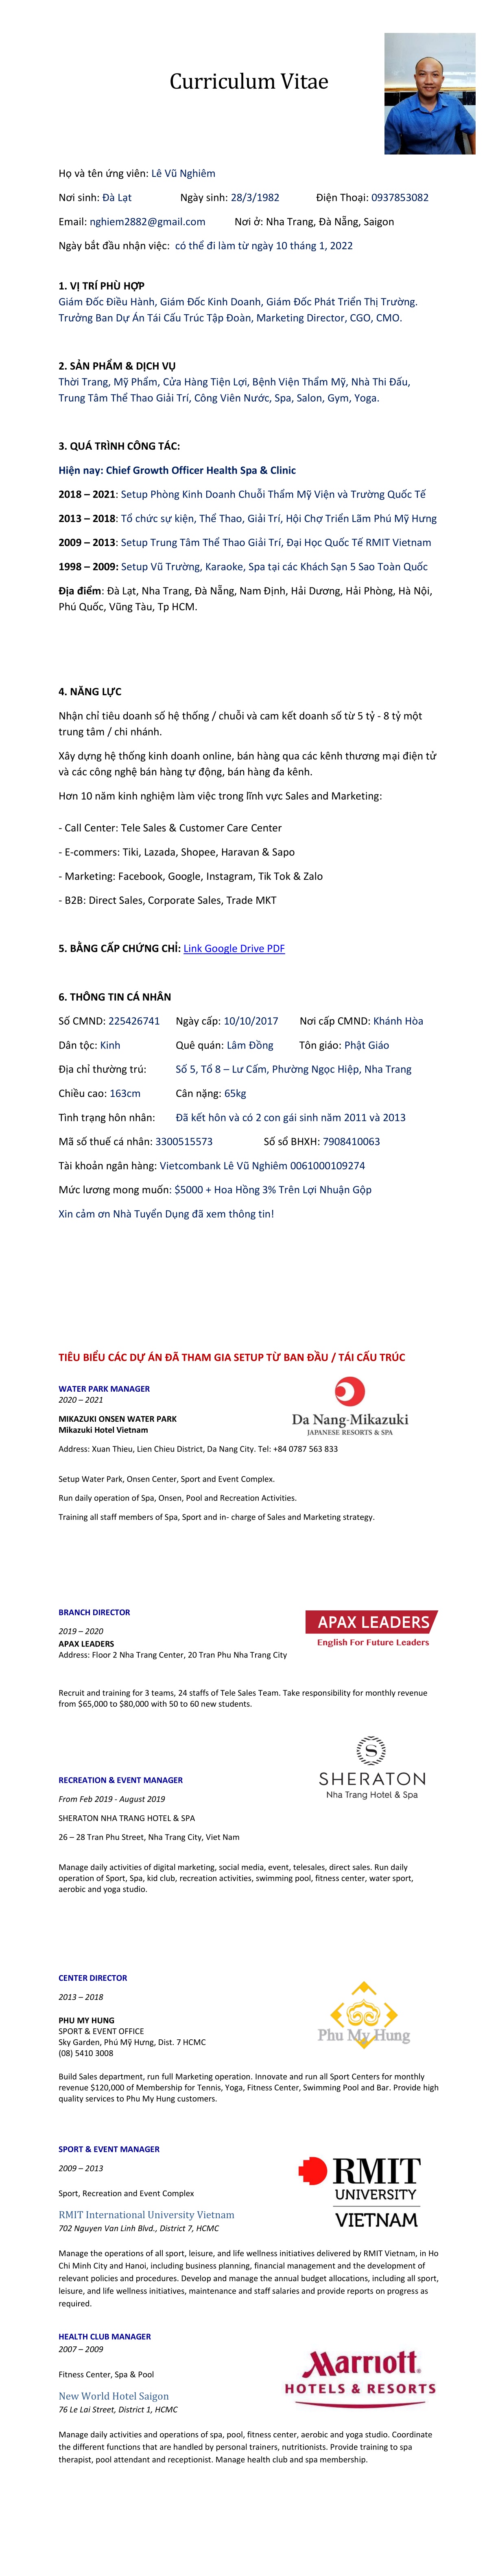 Curriculum Vitae
Họ và tên ứng viên: Lê Vũ Nghiêm
Nơi sinh: Đà Lạt Ngày sinh: 28/3/1982 Điện Thoại: 0937853082
Email: nghiem2882@gmail.com Nơi ở: Nha Trang, Đà Nẵng, Saigon
Ngày bắt đầu nhận việc: có thể đi làm từ ngày 10 tháng 1, 2022
1. VỊ TRÍ PHÙ HỢP
Giám Đốc Điều Hành, Giám Đốc Kinh Doanh, Giám Đốc Phát Triển Thị Trường.
Trưởng Ban Dự Án Tái Cấu Trúc Tập Đoàn, Marketing Director, CGO, CMO.
2. SẢN PHẨM & DỊCH VỤ
Thời Trang, Mỹ Phẩm, Cửa Hàng Tiện Lợi, Bệnh Viện Thẩm Mỹ, Nhà Thi Đấu,
Trung Tâm Thể Thao Giải Trí, Công Viên Nước, Spa, Salon, Gym, Yoga.
3. QUÁ TRÌNH CÔNG TÁC:
Hiện nay: Chief Growth Officer Health Spa & Clinic
2018 – 2021: Setup Phòng Kinh Doanh Chuỗi Thẩm Mỹ Viện và Trường Quốc Tế
2013 – 2018: Tổ chức sự kiện, Thể Thao, Giải Trí, Hội Chợ Triển Lãm Phú Mỹ Hưng
2009 – 2013: Setup Trung Tâm Thể Thao Giải Trí, Đại Học Quốc Tế RMIT Vietnam
1998 – 2009: Setup Vũ Trường, Karaoke, Spa tại các Khách Sạn 5 Sao Toàn Quốc
Địa điểm: Đà Lạt, Nha Trang, Đà Nẵng, Nam Định, Hải Dương, Hải Phòng, Hà Nội,
Phú Quốc, Vũng Tàu, Tp HCM.
4. NĂNG LỰC
Nhận chỉ tiêu doanh số hệ thống / chuỗi và cam kết doanh số từ 5 tỷ - 8 tỷ một
trung tâm / chi nhánh.
Xây dựng hệ thống kinh doanh online, bán hàng qua các kênh thương mại điện tử
và các công nghệ bán hàng tự động, bán hàng đa kênh.
Hơn 10 năm kinh nghiệm làm việc trong lĩnh vực Sales and Marketing:
- Call Center: Tele Sales & Customer Care Center
- E-commers: Tiki, Lazada, Shopee, Haravan & Sapo
- Marketing: Facebook, Google, Instagram, Tik Tok & Zalo
- B2B: Direct Sales, Corporate Sales, Trade MKT
5. BẰNG CẤP CHỨNG CHỈ: Link Google Drive PDF
6. THÔNG TIN CÁ NHÂN
Số CMND: 225426741 Ngày cấp: 10/10/2017 Nơi cấp CMND: Khánh Hòa
Dân tộc: Kinh Quê quán: Lâm Đồng Tôn giáo: Phật Giáo
Địa chỉ thường trú: Số 5, Tổ 8 – Lư Cấm, Phường Ngọc Hiệp, Nha Trang
Chiều cao: 163cm Cân nặng: 65kg
Tình trạng hôn nhân: Đã kết hôn và có 2 con gái sinh năm 2011 và 2013
Mã số thuế cá nhân: 3300515573 Số sổ BHXH: 7908410063
Tài khoản ngân hàng: Vietcombank Lê Vũ Nghiêm 0061000109274
Mức lương mong muốn: $5000 + Hoa Hồng 3% Trên Lợi Nhuận Gộp
Xin cảm ơn Nhà Tuyển Dụng đã xem thông tin!
TIÊU BIỂU CÁC DỰ ÁN ĐÃ THAM GIA SETUP TỪ BAN ĐẦU / TÁI CẤU TRÚC
WATER PARK MANAGER
2020 – 2021
MIKAZUKI ONSEN WATER PARK
Mikazuki Hotel Vietnam
Da Nang-Mikazuki
JAPANESE RESORTS & SPA
Address: Xuan Thieu, Lien Chieu District, Da Nang City. Tel: +84 0787 563 833
Setup Water Park, Onsen Center, Sport and Event Complex.
Run daily operation of Spa, Onsen, Pool and Recreation Activities.
Training all staff members of Spa, Sport and in- charge of Sales and Marketing strategy.
BRANCH DIRECTOR
2019 – 2020
APAX LEADERS
Address: Floor 2 Nha Trang Center, 20 Tran Phu Nha Trang City
APAX LEADERS
English For Future Leaders
Recruit and training for 3 teams, 24 staffs of Tele Sales Team. Take responsibility for monthly revenue
from $65,000 to $80,000 with 50 to 60 new students.
S
SHERATON
Nha Trang Hotel & Spa
RECREATION & EVENT MANAGER
From Feb 2019 - August 2019
SHERATON NHA TRANG HOTEL & SPA
26 – 28 Tran Phu Street, Nha Trang City, Viet Nam
Manage daily activities of digital marketing, social media, event, telesales, direct sales. Run daily
operation of Sport, Spa, kid club, recreation activities, swimming pool, fitness center, water sport,
aerobic and yoga studio.
CENTER DIRECTOR
2013 – 2018
PHU MY HUNG
SPORT & EVENT OFFICE
Sky Garden, Phú Mỹ Hưng, Dist. 7 HCMC
(08) 5410 3008
Phu My Hung
Build Sales department, run full Marketing operation. Innovate and run all Sport Centers for monthly
revenue $120,000 of Membership for Tennis, Yoga, Fitness Center, Swimming Pool and Bar. Provide high
quality services to Phu My Hung customers.
SPORT & EVENT MANAGER
2009 – 2013
Sport, Recreation and Event Complex
RMIT International University Vietnam
702 Nguyen Van Linh Blvd., District 7, HCMC
RMIT
UNIVERSITY
VIETNAM
Manage the operations of all sport, leisure, and life wellness initiatives delivered by RMIT Vietnam, in Ho
Chi Minh City and Hanoi, including business planning, financial management and the development of
relevant policies and procedures. Develop and manage the annual budget allocations, including all sport,
leisure, and life wellness initiatives, maintenance and staff salaries and provide reports on progress as
required.
HEALTH CLUB MANAGER
2007 – 2009
Fitness Center, Spa & Pool
New World Hotel Saigon
76 Le Lai Street, District 1, HCMC
Marriott
HOTELS & RESORTS
Manage daily activities and operations of spa, pool, fitness center, aerobic and yoga studio. Coordinate
the different functions that are handled by personal trainers, nutritionists. Provide training to spa
therapist, pool attendant and receptionist. Manage health club and spa membership.